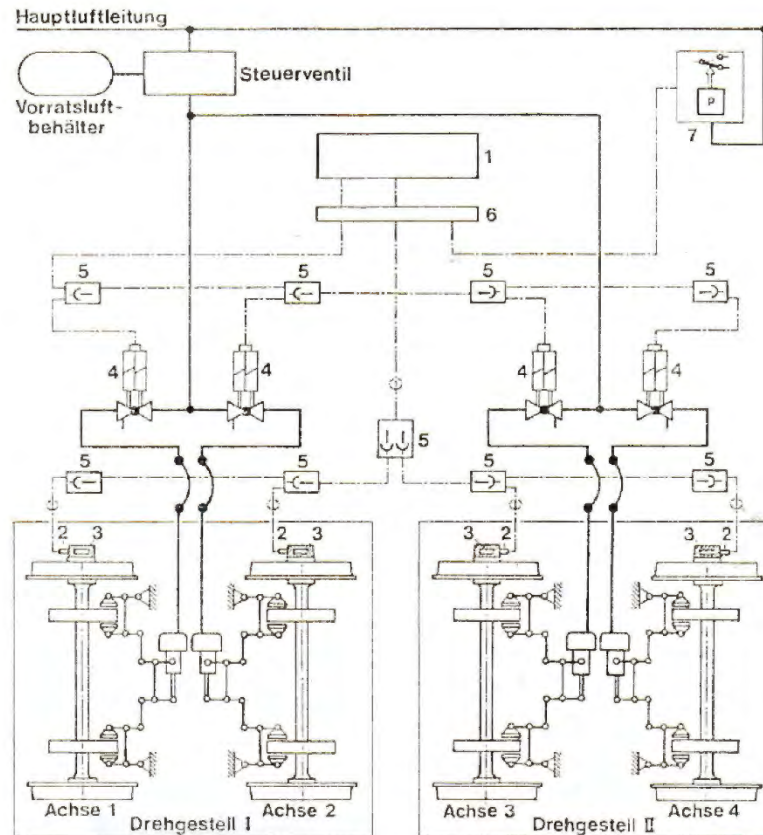 Hauptluftleitung
Steuerventil
Vorratsluft-
behälter
P
7
1
6
5
5
5
5
4
4
4
4
5
5
5
5
5
2 3
2 3
3 2
3 2
Achse 1
Achse 2
Achse 3
Achse 4
Drehgestell I
Drehgestell II